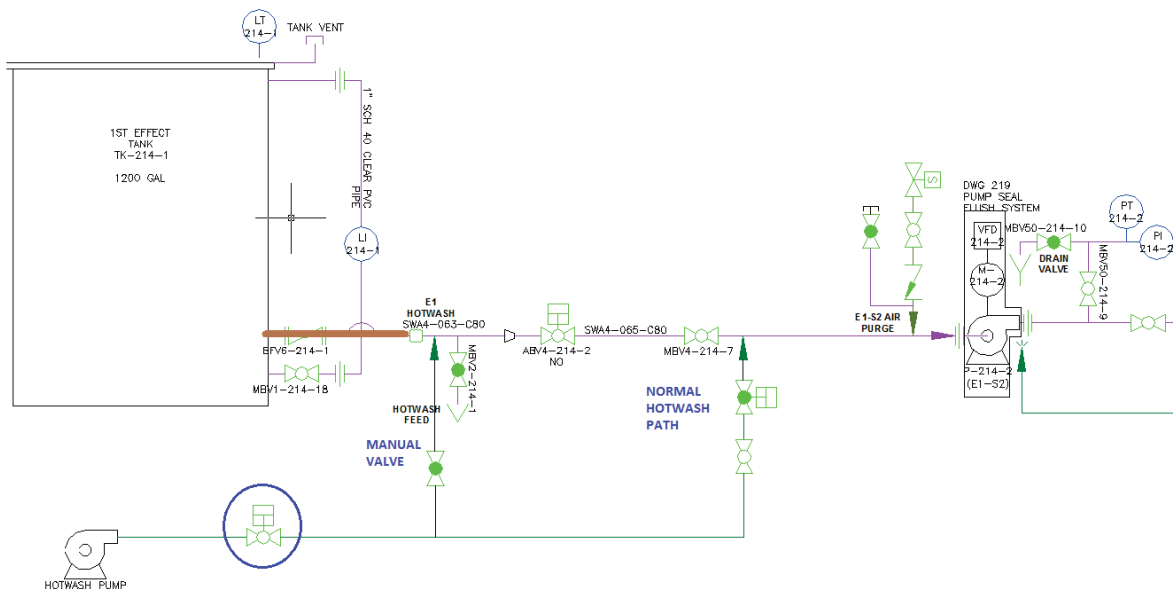 LT
214-1
TANK VENT
1" SCH 40 CLEAR PVC
PIPE
1ST EFFECT
TANK
TK-214-1
1200 GAL
LI
214-1
S
DWG 219
PUMP SEAL
FLUSH SYSTEM
VFD
214-2
M-
214-2
MBV50-214-10
PT
214-2
PI
214-2
DRAIN
VALVE
MBV50-214-9
E1
HOTWASH
SWA4-063-C80
EFV6-214-1
MBV1-214-18
MBV2-214-1
ABV4-214-2
NO
SWA4-065-C80
MBV4-214-7
E1-S2 AIR
PURGE
P-214-2
(E1-S2)
HOTWASH
FEED
MANUAL
VALVE
NORMAL
HOTWASH
PATH
HOTWASH PUMP